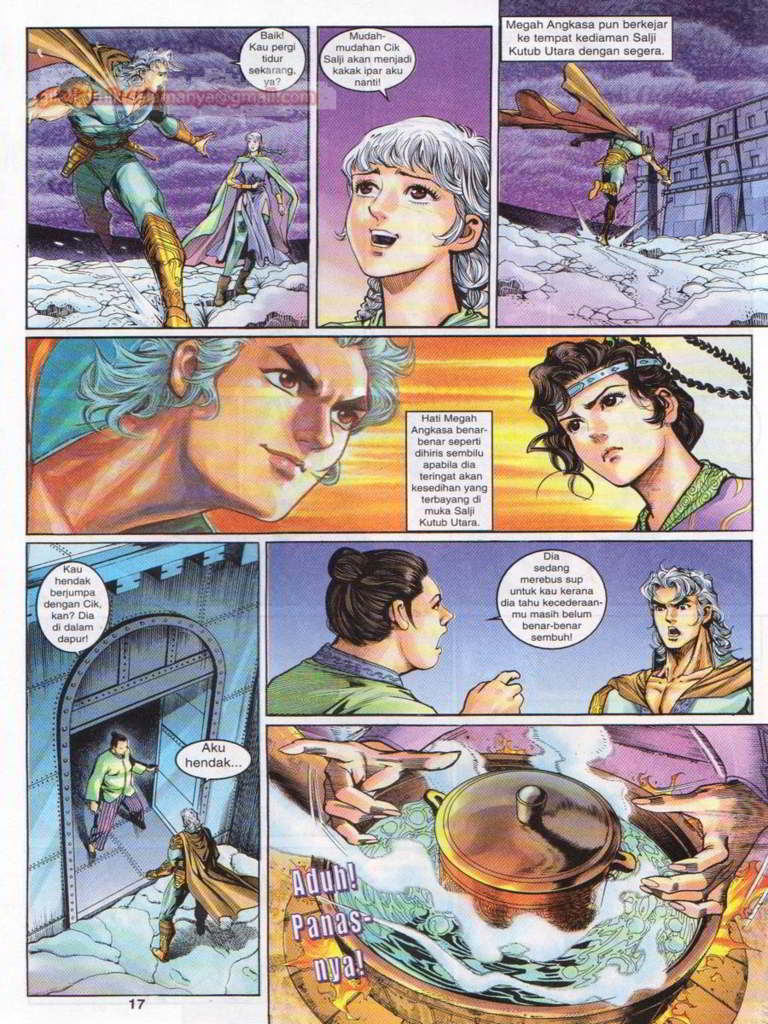 Baik!
Kau pergi
tidur
sekarang,
ya?
Mudah-
mudahan Cik
Salji akan menjadi
kakak ipar aku
nanti!
Megah Angkasa pun berkejar
ke tempat kediaman Salji
Kutub Utara dengan segera.
Hati Megah
Angkasa benar-
benar seperti
dihiris sembilu
apabila dia
teringat akan
kesedihan yang
terbayang di
muka Salji
Kutub Utara.
Kau
hendak
berjumpa
dengan Cik,
kan? Dia
di dalam
dapur!
Aku
hendak...
Dia
sedang
merebus sup
untuk kau kerana
dia tahu kecederaan-
mu masih belum
benar-benar
sembuh!
Aduh!
Panas-
nya!
17